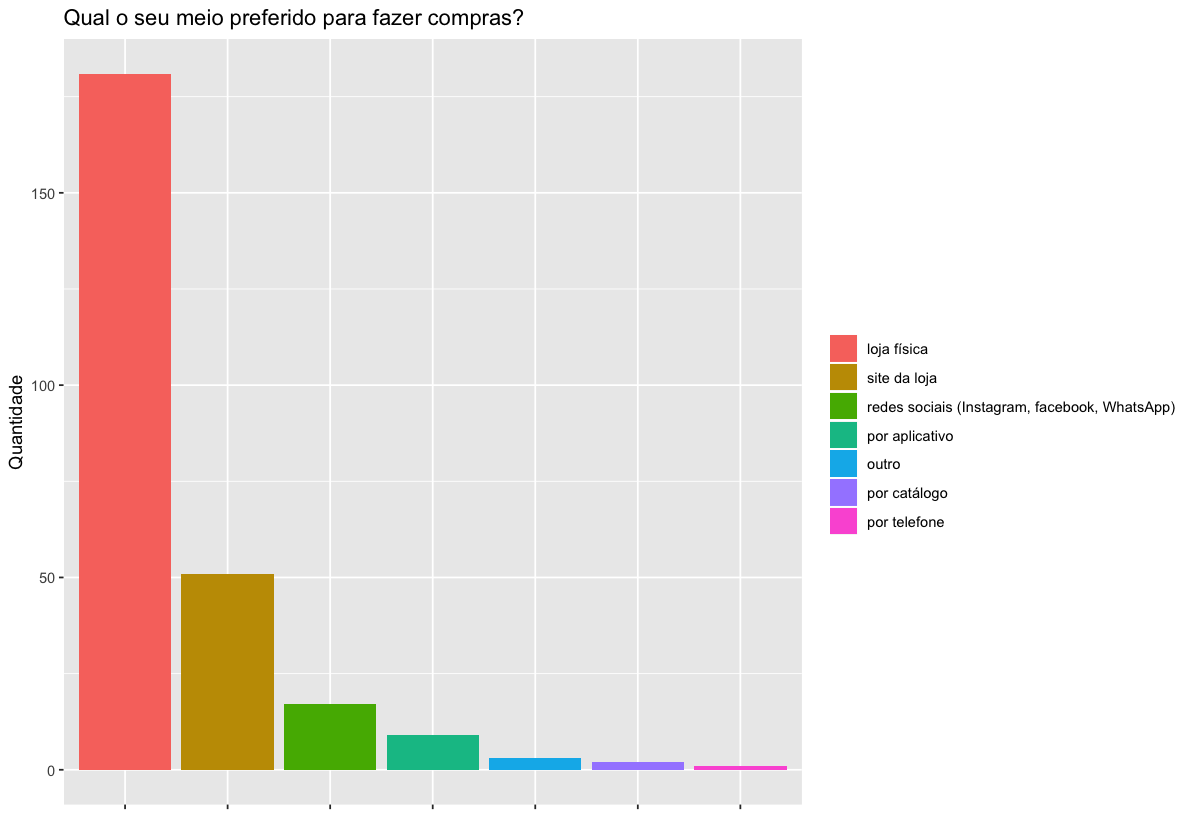 Qual o seu meio preferido para fazer compras?
Quantidade
150
100
50
0
loja física
site da loja
redes sociais (Instagram, facebook, WhatsApp)
por aplicativo
outro
por catálogo
por telefone